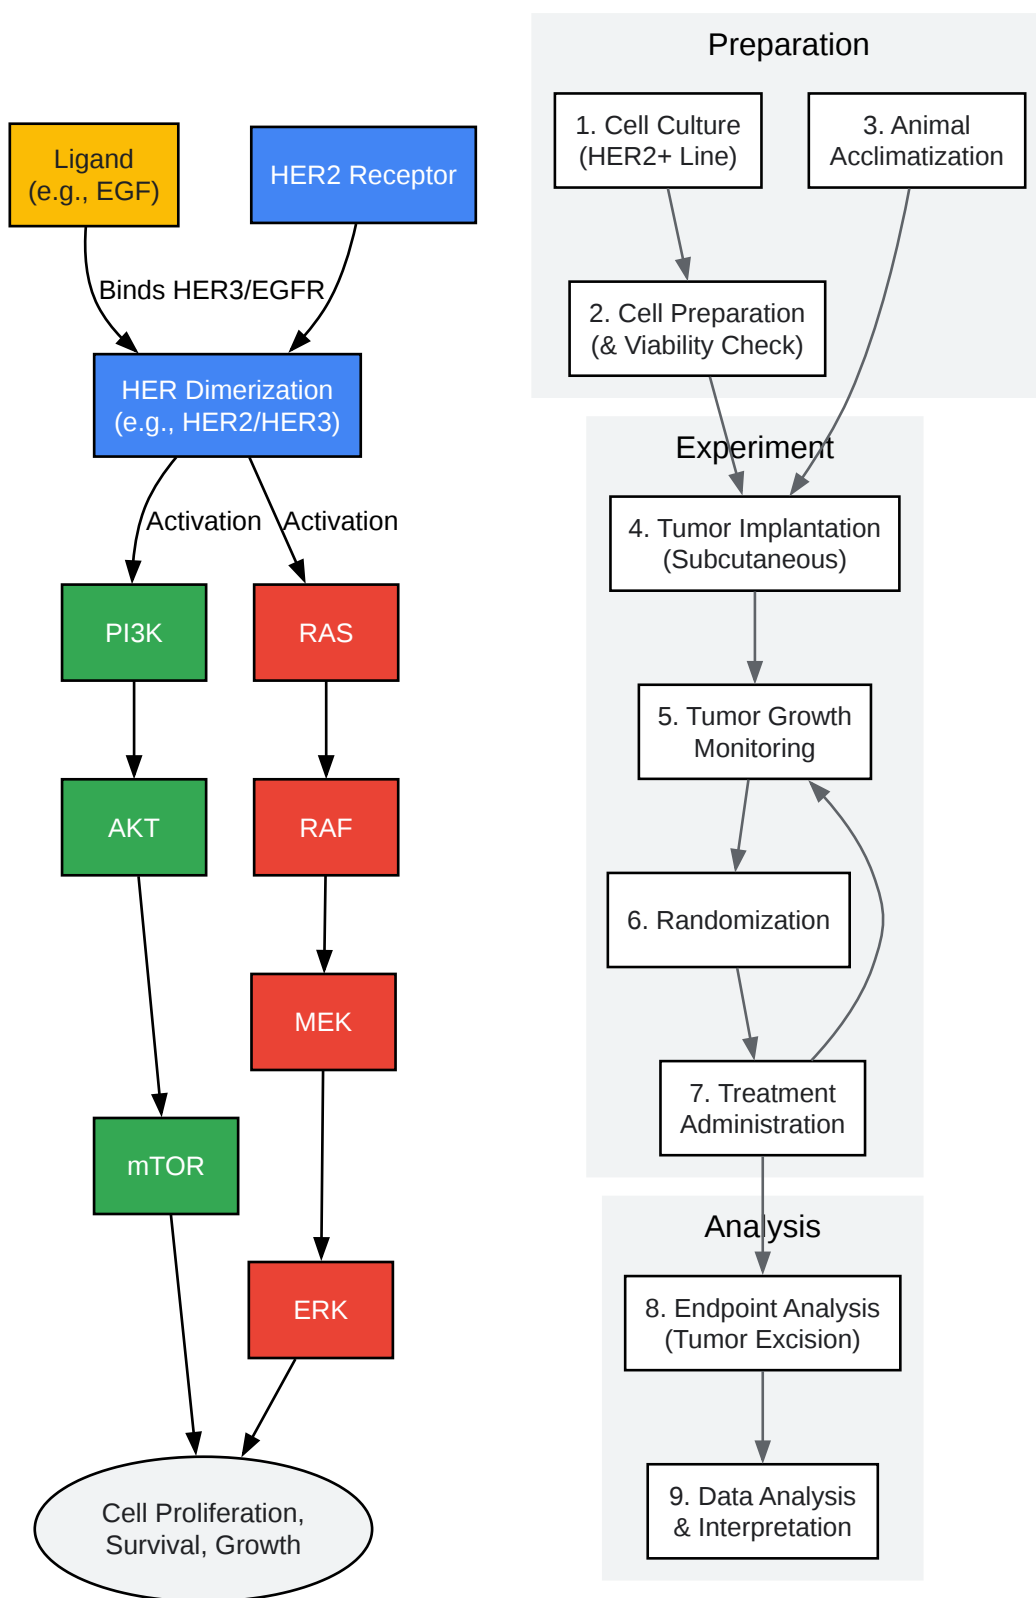 Ligand
(e.g., EGF)
HER2 Receptor
Binds HER3/EGFR
HER Dimerization
(e.g., HER2/HER3)
Activation
Activation
PI3K
RAS
AKT
RAF
MEK
mTOR
ERK
Cell Proliferation,
Survival, Growth
Preparation
1. Cell Culture
(HER2+ Line)
3. Animal
Acclimatization
2. Cell Preparation
(& Viability Check)
Experiment
4. Tumor Implantation
(Subcutaneous)
5. Tumor Growth
Monitoring
6. Randomization
7. Treatment
Administration
Analysis
8. Endpoint Analysis
(Tumor Excision)
9. Data Analysis
& Interpretation